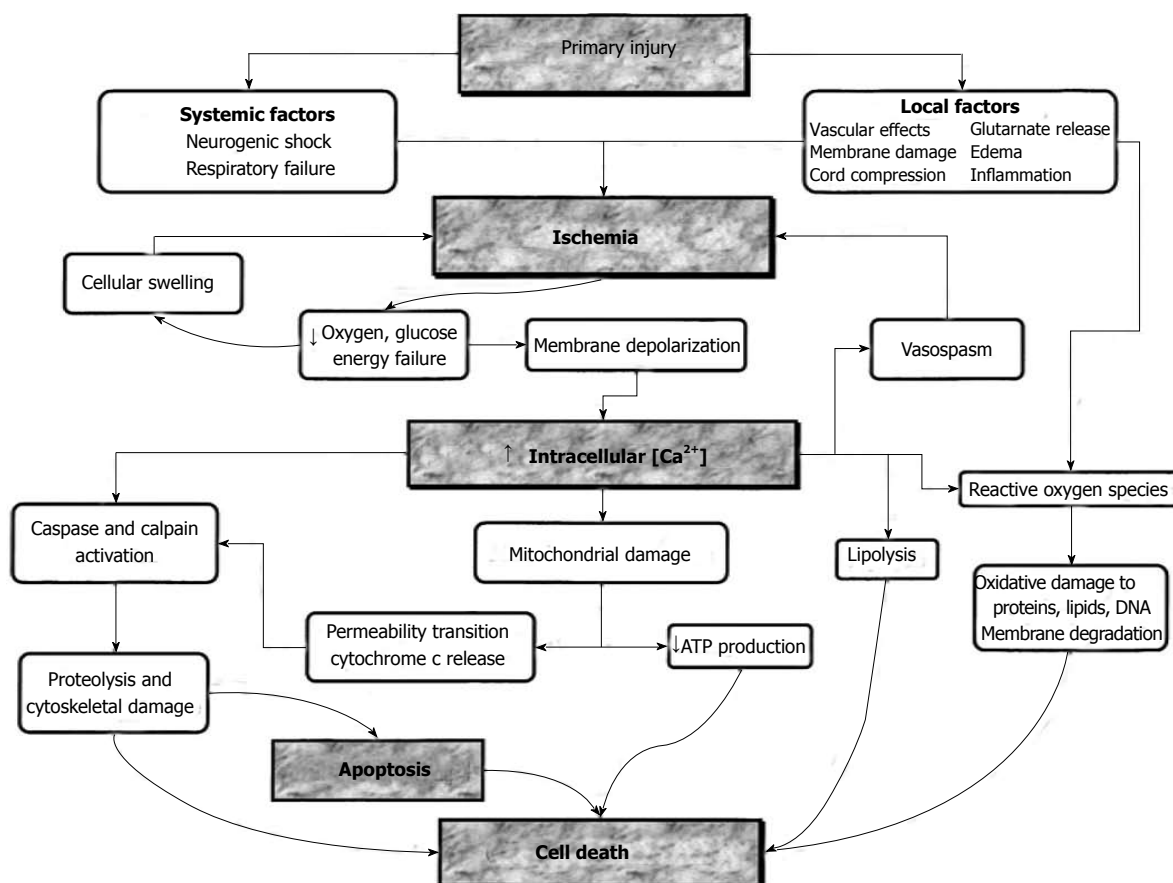 Primary injury
Systemic factors
Neurogenic shock
Respiratory failure
Local factors
Vascular effects Glutarnate release
Membrane damage Edema
Cord compression Inflammation
Ischemia
Cellular swelling
↓ Oxygen, glucose
energy failure
Membrane depolarization
Vasospasm
↑ Intracellular [Ca²⁺]
Reactive oxygen species
Caspase and calpain
activation
Mitochondrial damage
Lipolysis
Oxidative damage to
proteins, lipids, DNA
Membrane degradation
Permeability transition
cytochrome c release
↓ATP production
Proteolysis and
cytoskeletal damage
Apoptosis
Cell death